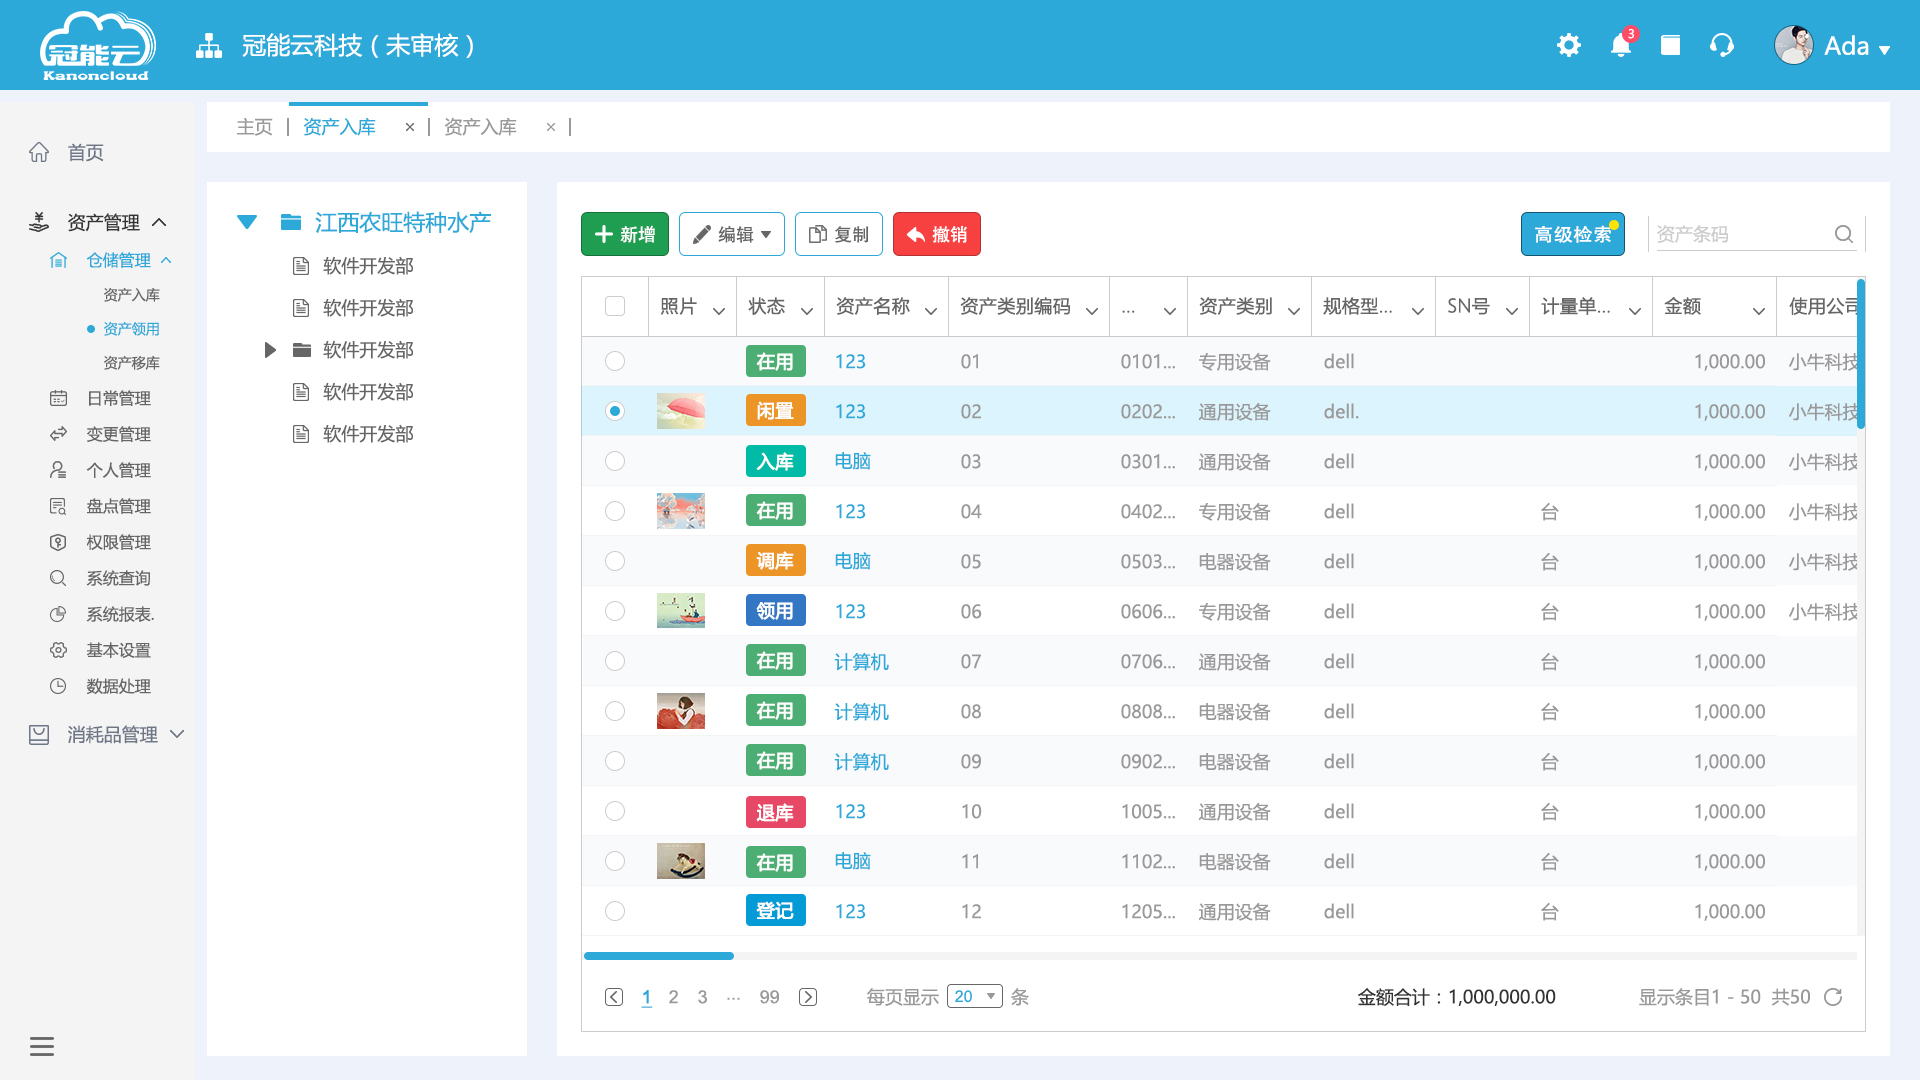 冠能云
Kanoncloud
冠能云科技（未审核）
3
Ada
主页 资产入库 × 资产入库 ×
首页
资产管理
仓储管理
资产入库
资产领用
资产移库
日常管理
变更管理
个人管理
盘点管理
权限管理
系统查询
系统报表.
基本设置
数据处理
消耗品管理
江西农旺特种水产
软件开发部
软件开发部
软件开发部
软件开发部
软件开发部
新增 编辑 复制 撤销 高级检索 资产条码
照片 状态 资产名称 资产类别编码 ... 资产类别 规格型... SN号 计量单... 金额 使用公司
在用 123 01 0101... 专用设备 dell 1,000.00 小牛科技
闲置 123 02 0202... 通用设备 dell. 1,000.00 小牛科技
入库 电脑 03 0301... 通用设备 dell 1,000.00 小牛科技
在用 123 04 0402... 专用设备 dell 台 1,000.00 小牛科技
调库 电脑 05 0503... 电器设备 dell 台 1,000.00 小牛科技
领用 123 06 0606... 专用设备 dell 台 1,000.00 小牛科技
在用 计算机 07 0706... 通用设备 dell 台 1,000.00
在用 计算机 08 0808... 电器设备 dell 台 1,000.00
在用 计算机 09 0902... 电器设备 dell 台 1,000.00
退库 123 10 1005... 通用设备 dell 台 1,000.00
在用 电脑 11 1102... 电器设备 dell 台 1,000.00
登记 123 12 1205... 通用设备 dell 台 1,000.00
1 2 3 ··· 99 每页显示 20 条 金额合计：1,000,000.00 显示条目1 - 50 共50